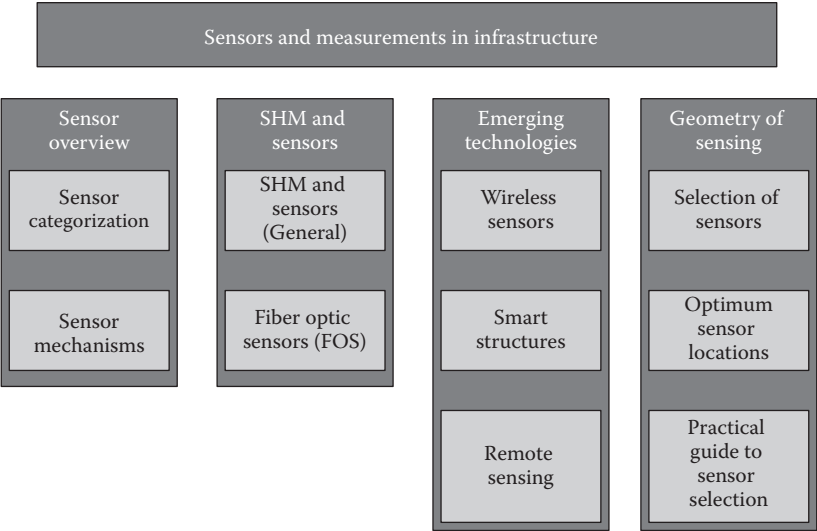 Sensors and measurements in infrastructure
Sensor
overview
Sensor
categorization
Sensor
mechanisms
SHM and
sensors
SHM and
sensors
(General)
Fiber optic
sensors (FOS)
Emerging
technologies
Wireless
sensors
Smart
structures
Remote
sensing
Geometry of
sensing
Selection of
sensors
Optimum
sensor
locations
Practical
guide to
sensor
selection